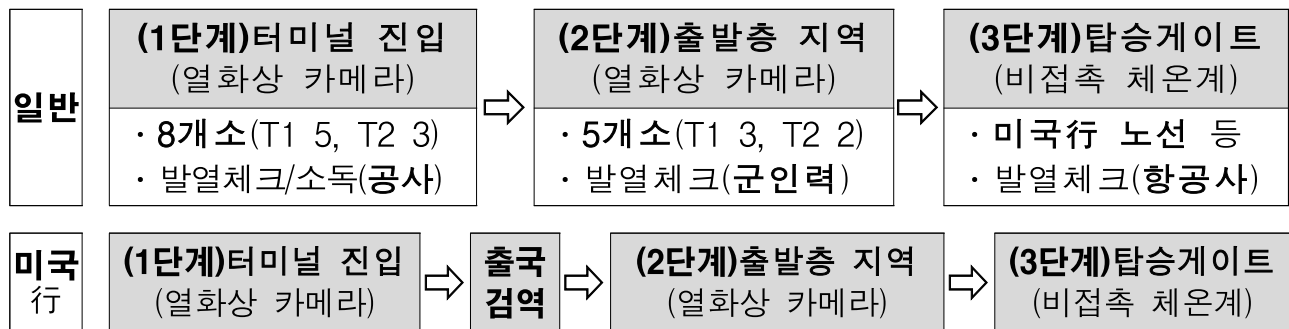 일반
(1단계)터미널 진입
(열화상 카메라)
· 8개소(T1 5, T2 3)
· 발열체크/소독(공사)
(2단계)출발층 지역
(열화상 카메라)
· 5개소(T1 3, T2 2)
· 발열체크(군인력)
(3단계)탑승게이트
(비접촉 체온계)
· 미국行 노선 등
· 발열체크(항공사)
미국
行
(1단계)터미널 진입
(열화상 카메라)
출국
검역
(2단계)출발층 지역
(열화상 카메라)
(3단계)탑승게이트
(비접촉 체온계)